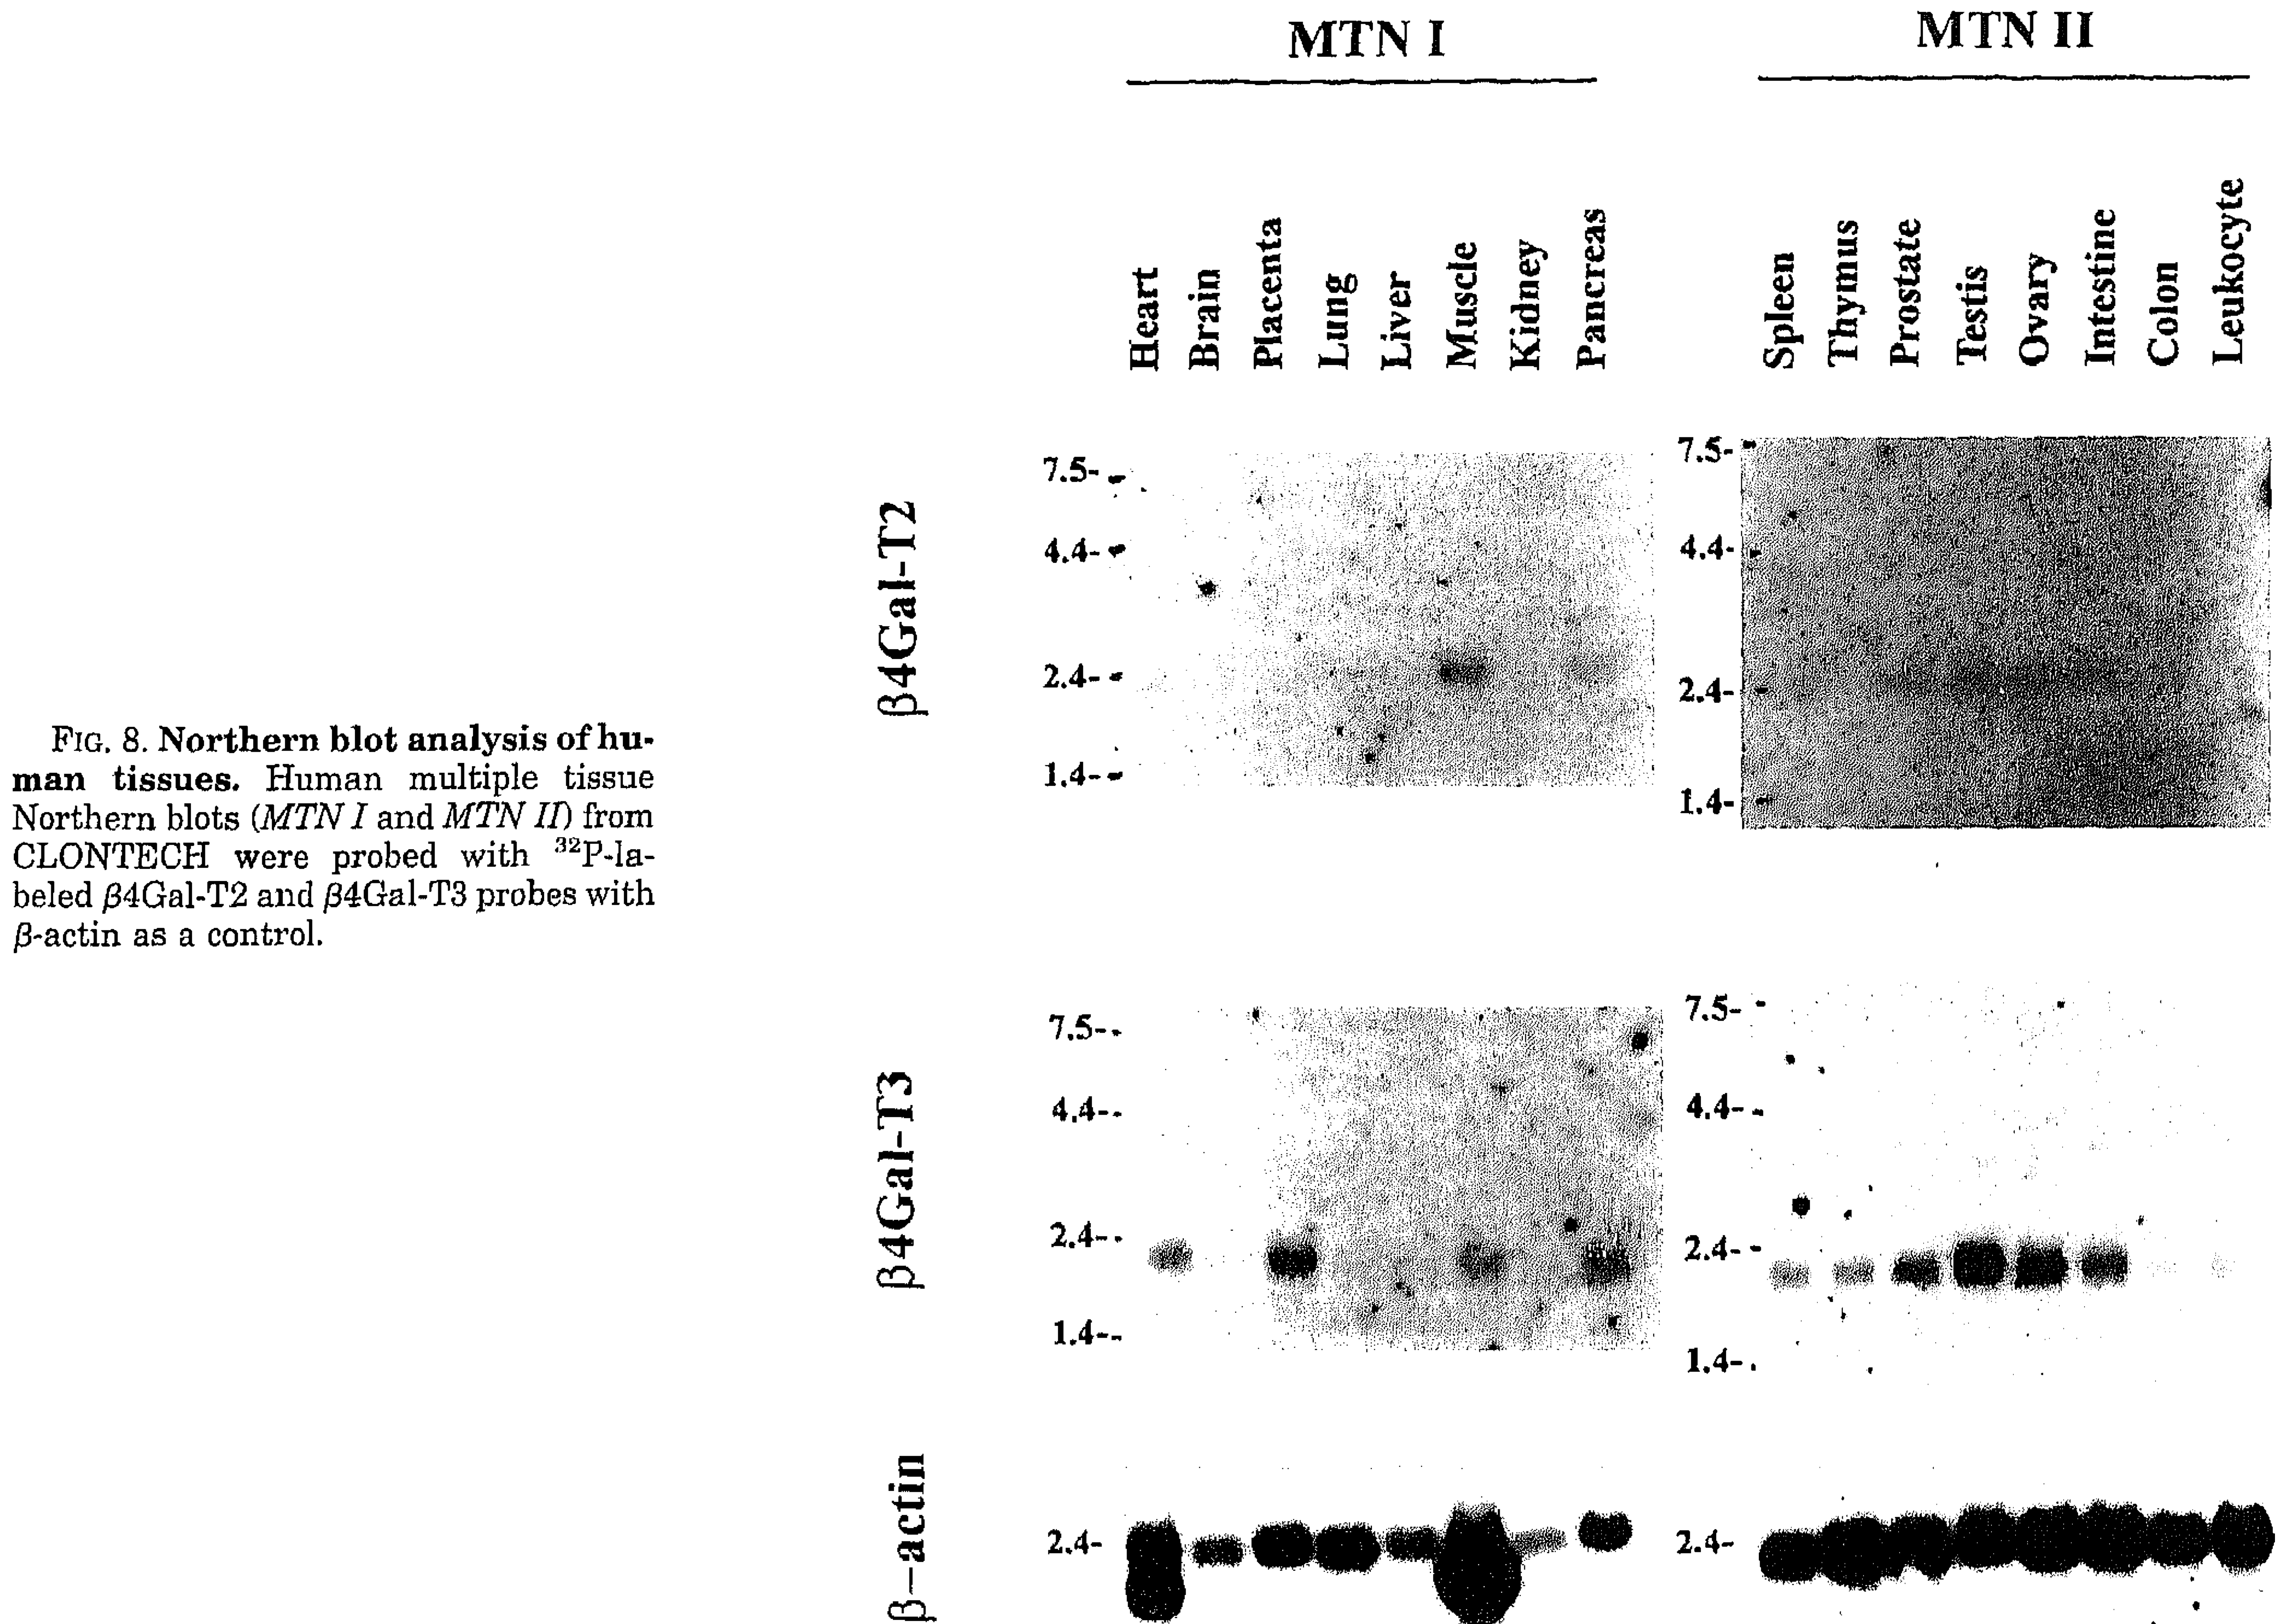 MTN I
MTN II
Heart
Brain
Placenta
Lung
Liver
Muscle
Kidney
Pancreas
Spleen
Thymus
Prostate
Testis
Ovary
Intestine
Colon
Leukocyte
β4Gal-T2
7.5-
4.4-
2.4-
1.4-
7.5-
4.4-
2.4-
1.4-
FIG. 8. Northern blot analysis of hu-
man tissues. Human multiple tissue
Northern blots (MTN I and MTN II) from
CLONTECH were probed with ³²P-la-
beled β4Gal-T2 and β4Gal-T3 probes with
β-actin as a control.
β4Gal-T3
7.5-
4.4-
2.4-
1.4-
7.5-
4.4-
2.4-
1.4-
β-actin
2.4-
2.4-